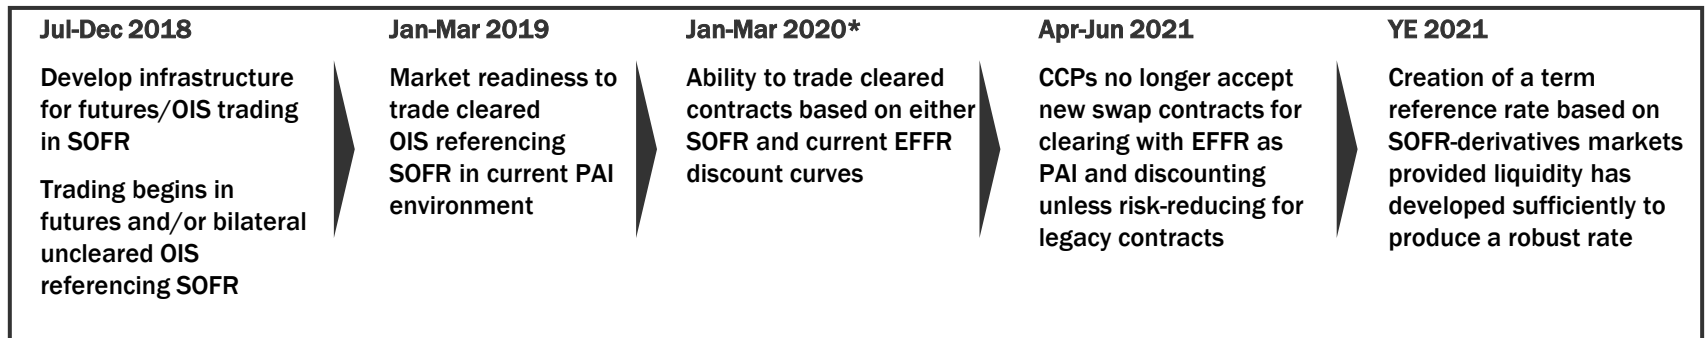 Jul-Dec 2018
Develop infrastructure
for futures/OIS trading
in SOFR
Trading begins in
futures and/or bilateral
uncleared OIS
referencing SOFR
Jan-Mar 2019
Market readiness to
trade cleared
OIS referencing
SOFR in current PAI
environment
Jan-Mar 2020*
Ability to trade cleared
contracts based on either
SOFR and current EFFR
discount curves
Apr-Jun 2021
CCPs no longer accept
new swap contracts for
clearing with EFFR as
PAI and discounting
unless risk-reducing for
legacy contracts
YE 2021
Creation of a term
reference rate based on
SOFR-derivatives markets
provided liquidity has
developed sufficiently to
produce a robust rate